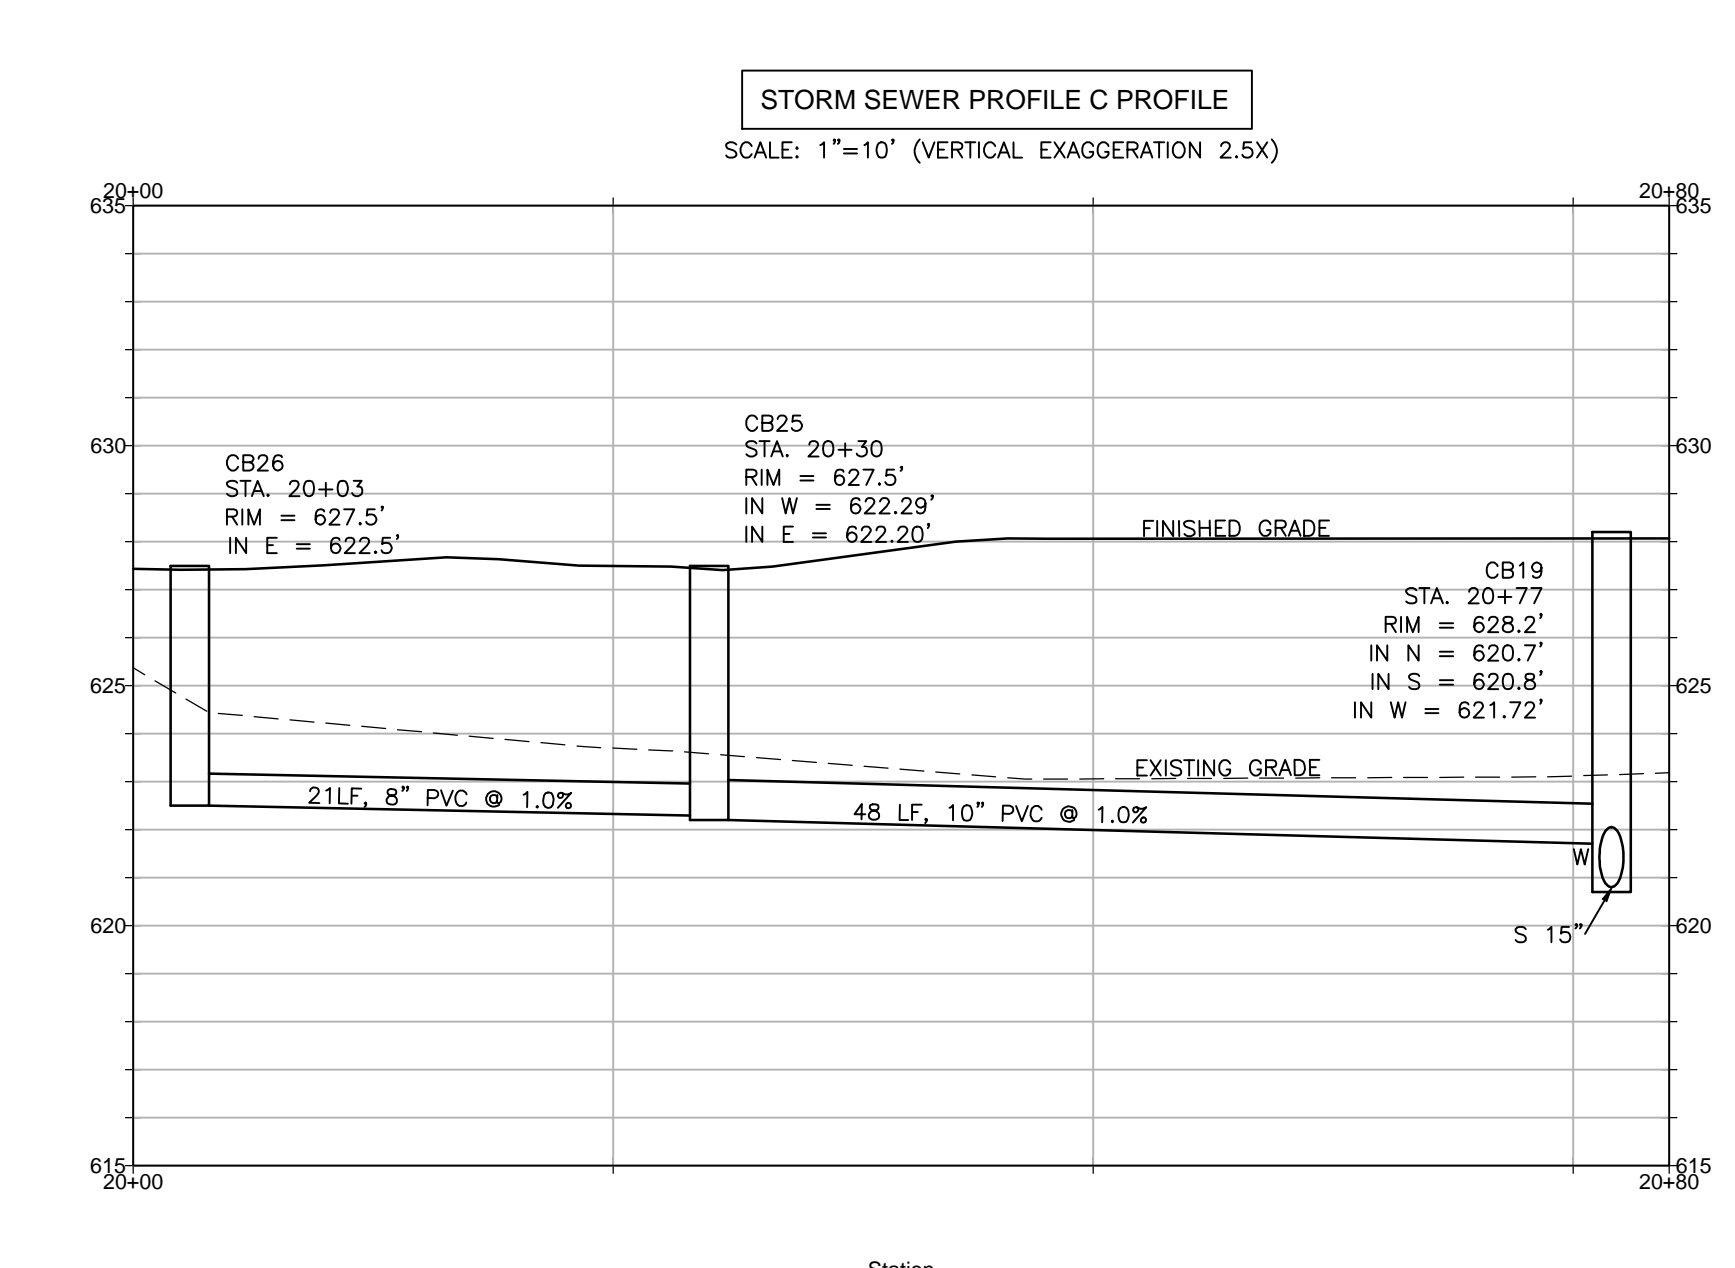 STORM SEWER PROFILE C PROFILE
SCALE: 1"=10' (VERTICAL EXAGGERATION 2.5X)
20+00
20+80
635
635
CB25
STA. 20+30
RIM = 627.5'
IN W = 622.29'
IN E = 622.20'
630
630
CB26
STA. 20+03
RIM = 627.5'
IN E = 622.5'
FINISHED GRADE
CB19
STA. 20+77
RIM = 628.2'
IN N = 620.7'
IN S = 620.8'
IN W = 621.72'
625
625
EXISTING GRADE
21LF, 8" PVC @ 1.0%
48 LF, 10" PVC @ 1.0%
W
620
620
S 15"
615
615
20+00
20+80
Station